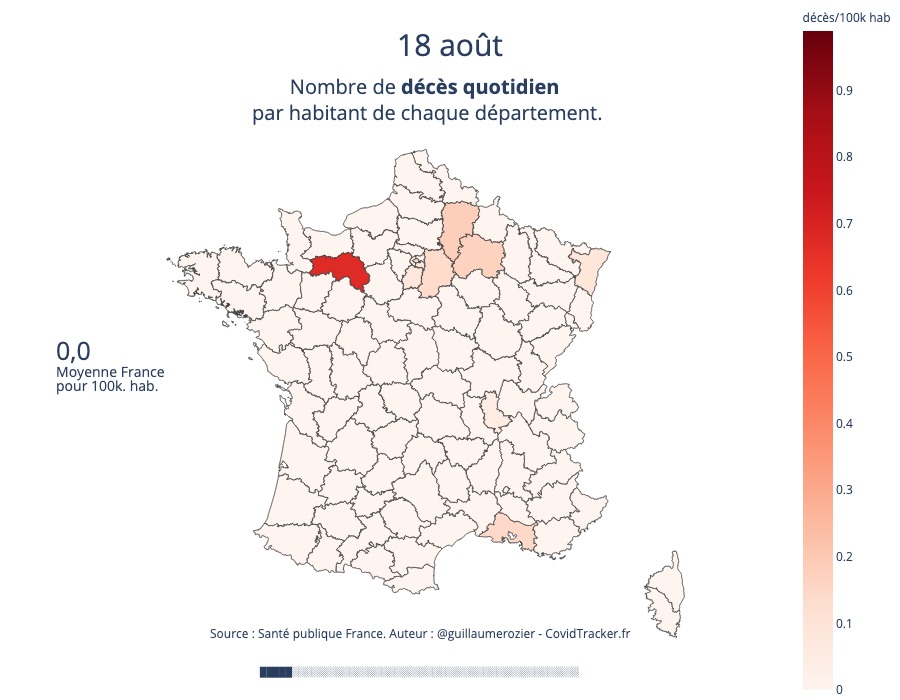 décès/100k hab
18 août
Nombre de décès quotidien
par habitant de chaque département.
0.9
0.8
0.7
0.6
0.5
0.4
0.3
0.2
0.1
0
0,0
Moyenne France
pour 100k. hab.
Source : Santé publique France. Auteur : @guillaumerozier - CovidTracker.fr